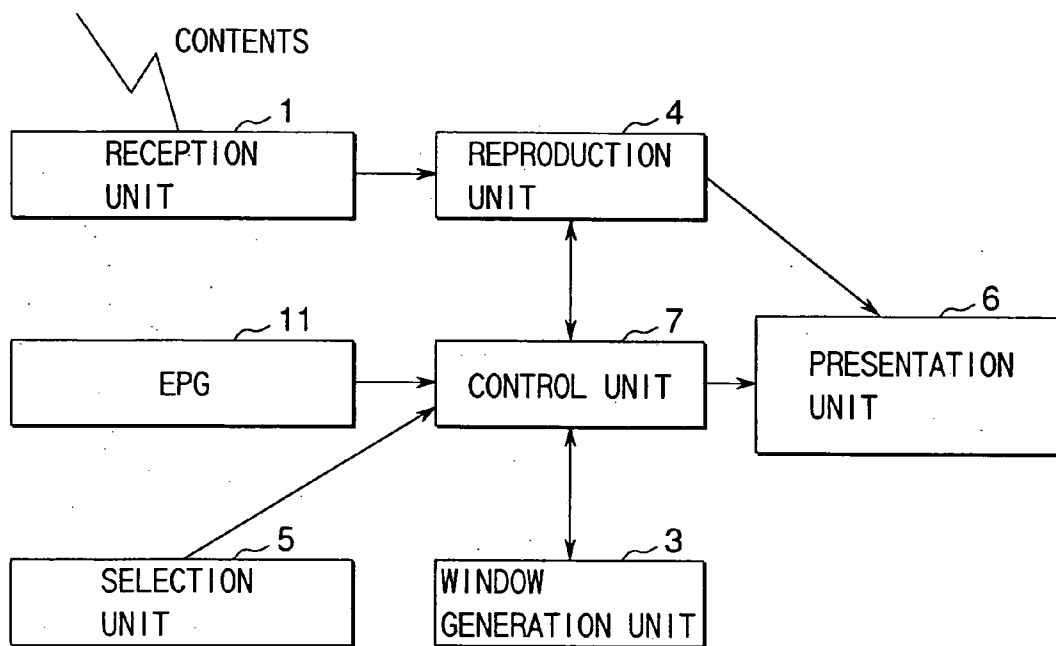 CONTENTS
1
RECEPTION
UNIT
4
REPRODUCTION
UNIT
11
EPG
7
CONTROL UNIT
6
PRESENTATION
UNIT
5
SELECTION
UNIT
3
WINDOW
GENERATION UNIT